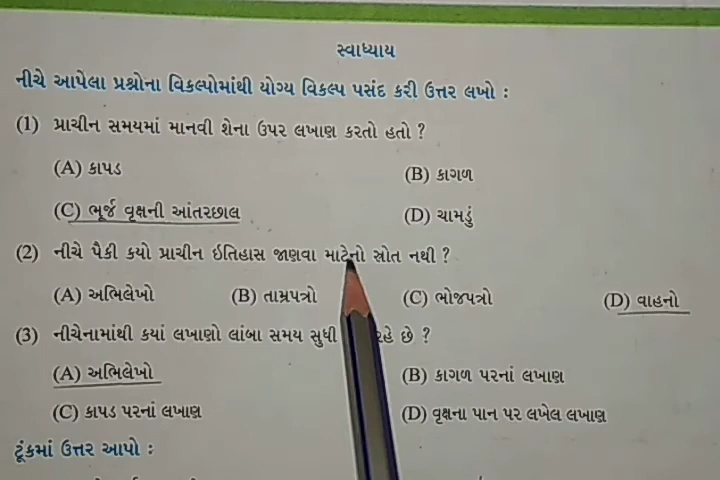 સ્વાધ્યાય
નીચે આપેલા પ્રશ્નોના વિકલ્પોમાંથી યોગ્ય વિકલ્પ પસંદ કરી ઉત્તર લખો :
(1) પ્રાચીન સમયમાં માનવી શેના ઉપર લખાણ કરતો હતો ?
(A) કાપડ (B) કાગળ
(C) ભૂર્જ વૃક્ષની આંતરછાલ (D) ચામડું
(2) નીચે પૈકી કયો પ્રાચીન ઇતિહાસ જાણવા માટેનો સ્રોત નથી ?
(A) અભિલેખો (B) તામ્રપત્રો (C) ભોજપત્રો (D) વાહનો
(3) નીચેનામાંથી કયાં લખાણો લાંબા સમય સુધી રહે છે ?
(A) અભિલેખો (B) કાગળ પરનાં લખાણ
(C) કાપડ પરનાં લખાણ (D) વૃક્ષના પાન પર લખેલ લખાણ
ટૂંકમાં ઉત્તર આપો :